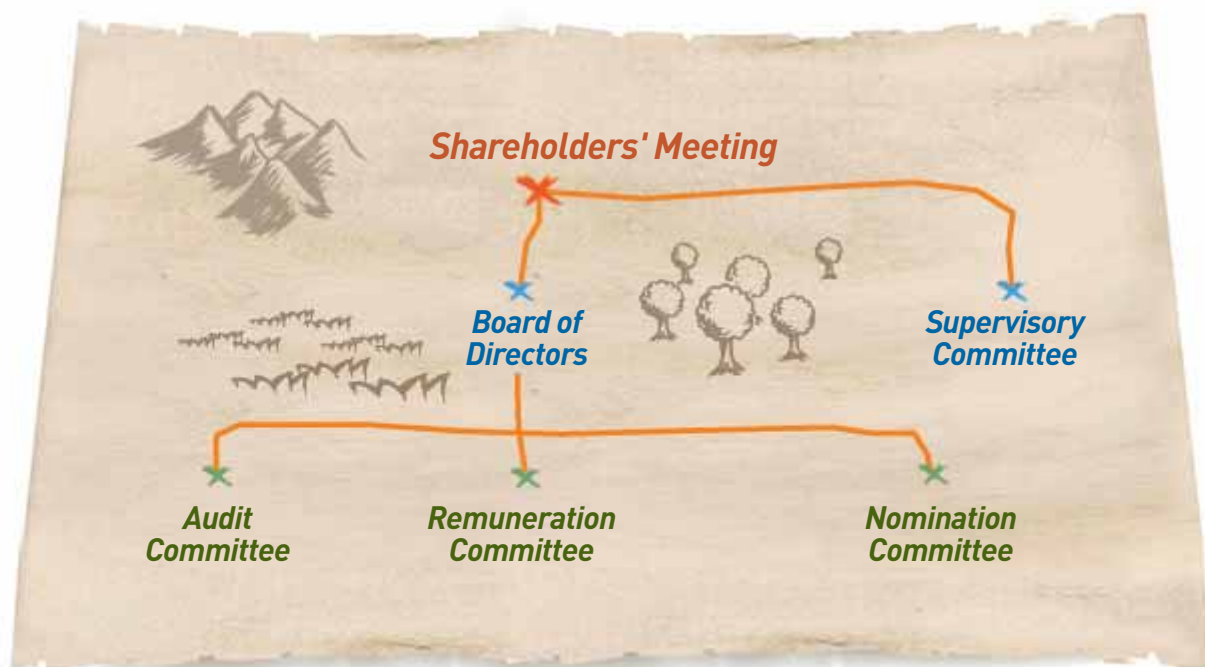 Shareholders' Meeting
Board of
Directors
Supervisory
Committee
Audit
Committee
Remuneration
Committee
Nomination
Committee